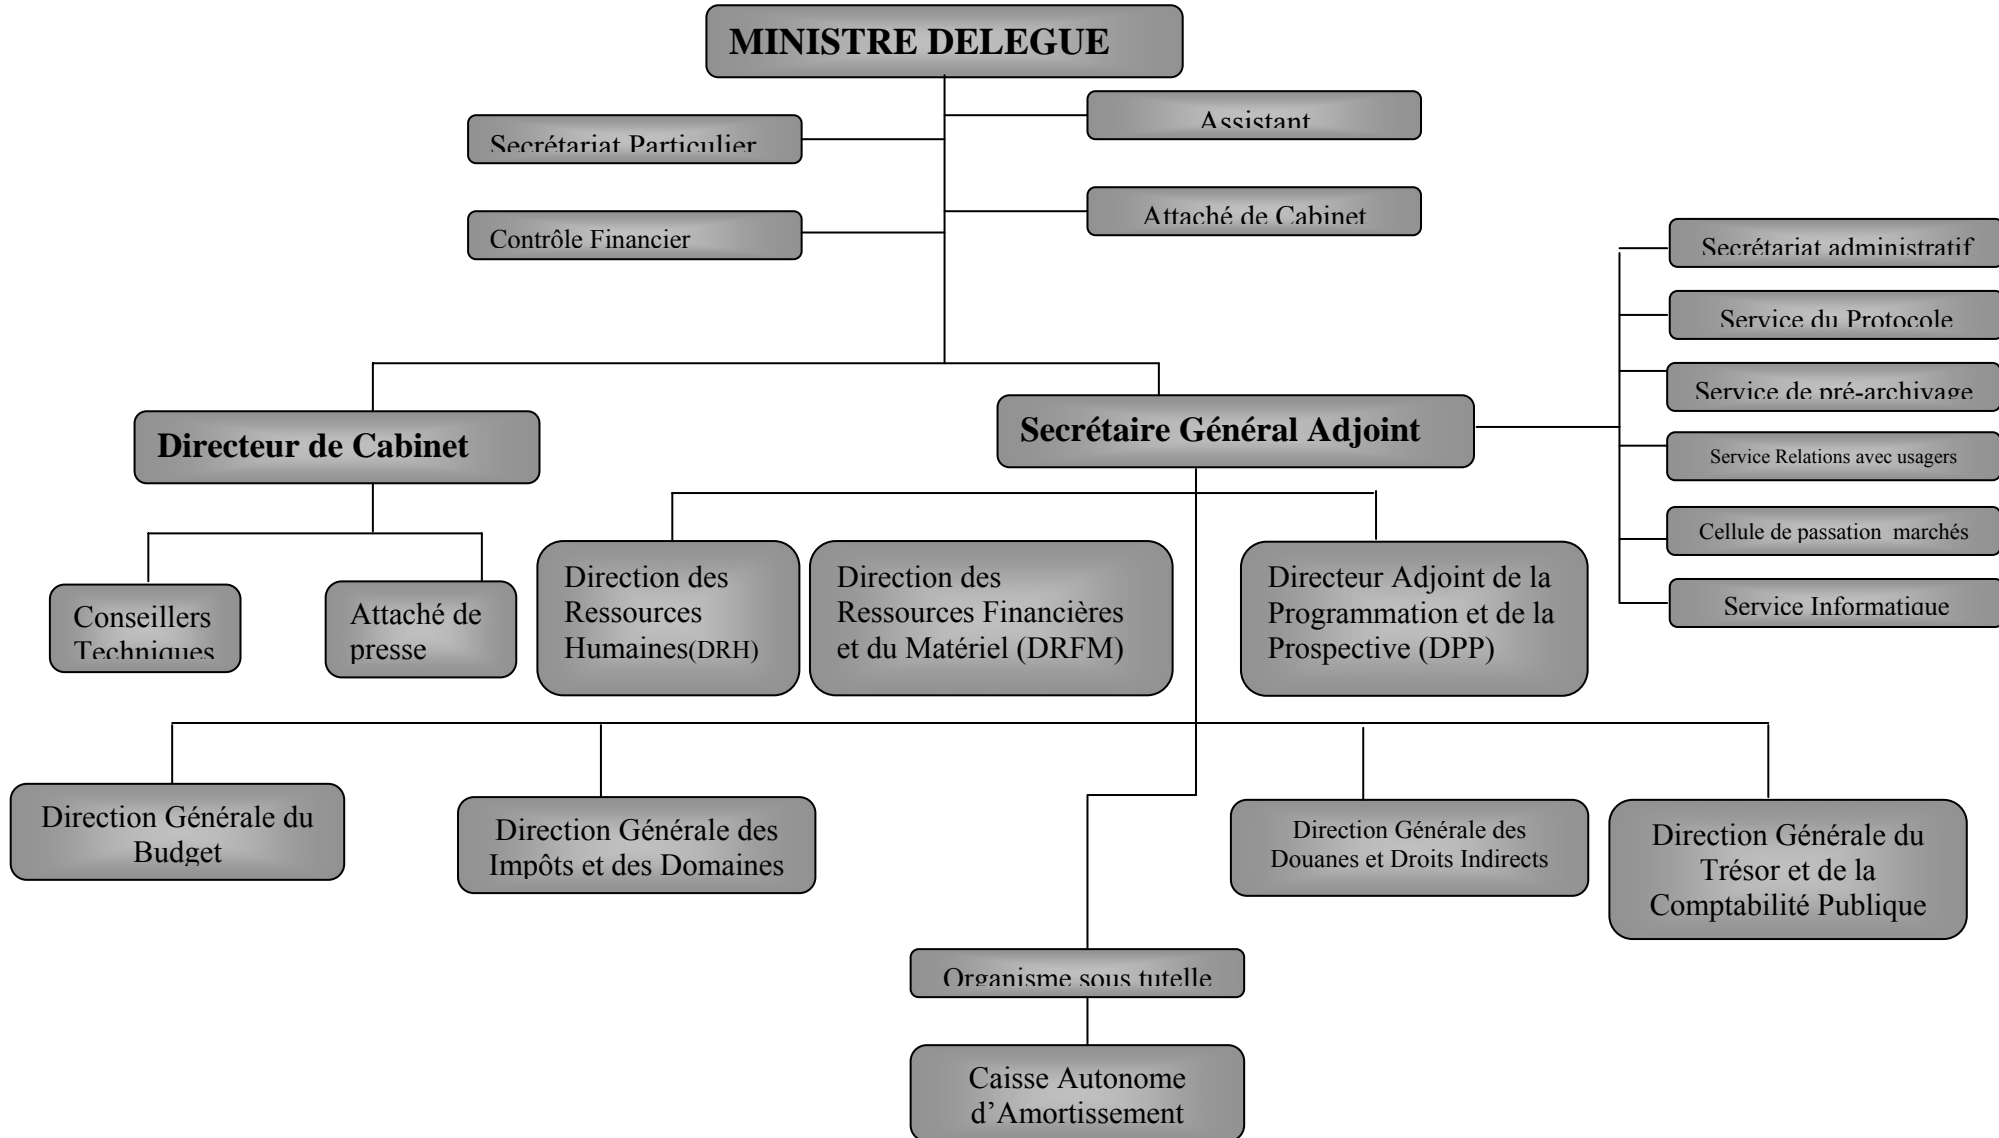 MINISTRE DELEGUE
Assistant
Secrétariat Particulier
Attaché de Cabinet
Contrôle Financier
Secrétariat administratif
Service du Protocole
Service de pré-archivage
Service Relations avec usagers
Cellule de passation marchés
Service Informatique
Directeur de Cabinet
Secrétaire Général Adjoint
Conseillers
Techniques
Attaché de
presse
Direction des
Ressources
Humaines(DRH)
Direction des
Ressources Financières
et du Matériel (DRFM)
Directeur Adjoint de la
Programmation et de la
Prospective (DPP)
Direction Générale du
Budget
Direction Générale des
Impôts et des Domaines
Direction Générale des
Douanes et Droits Indirects
Direction Générale du
Trésor et de la
Comptabilité Publique
Organisme sous tutelle
Caisse Autonome
d’Amortissement